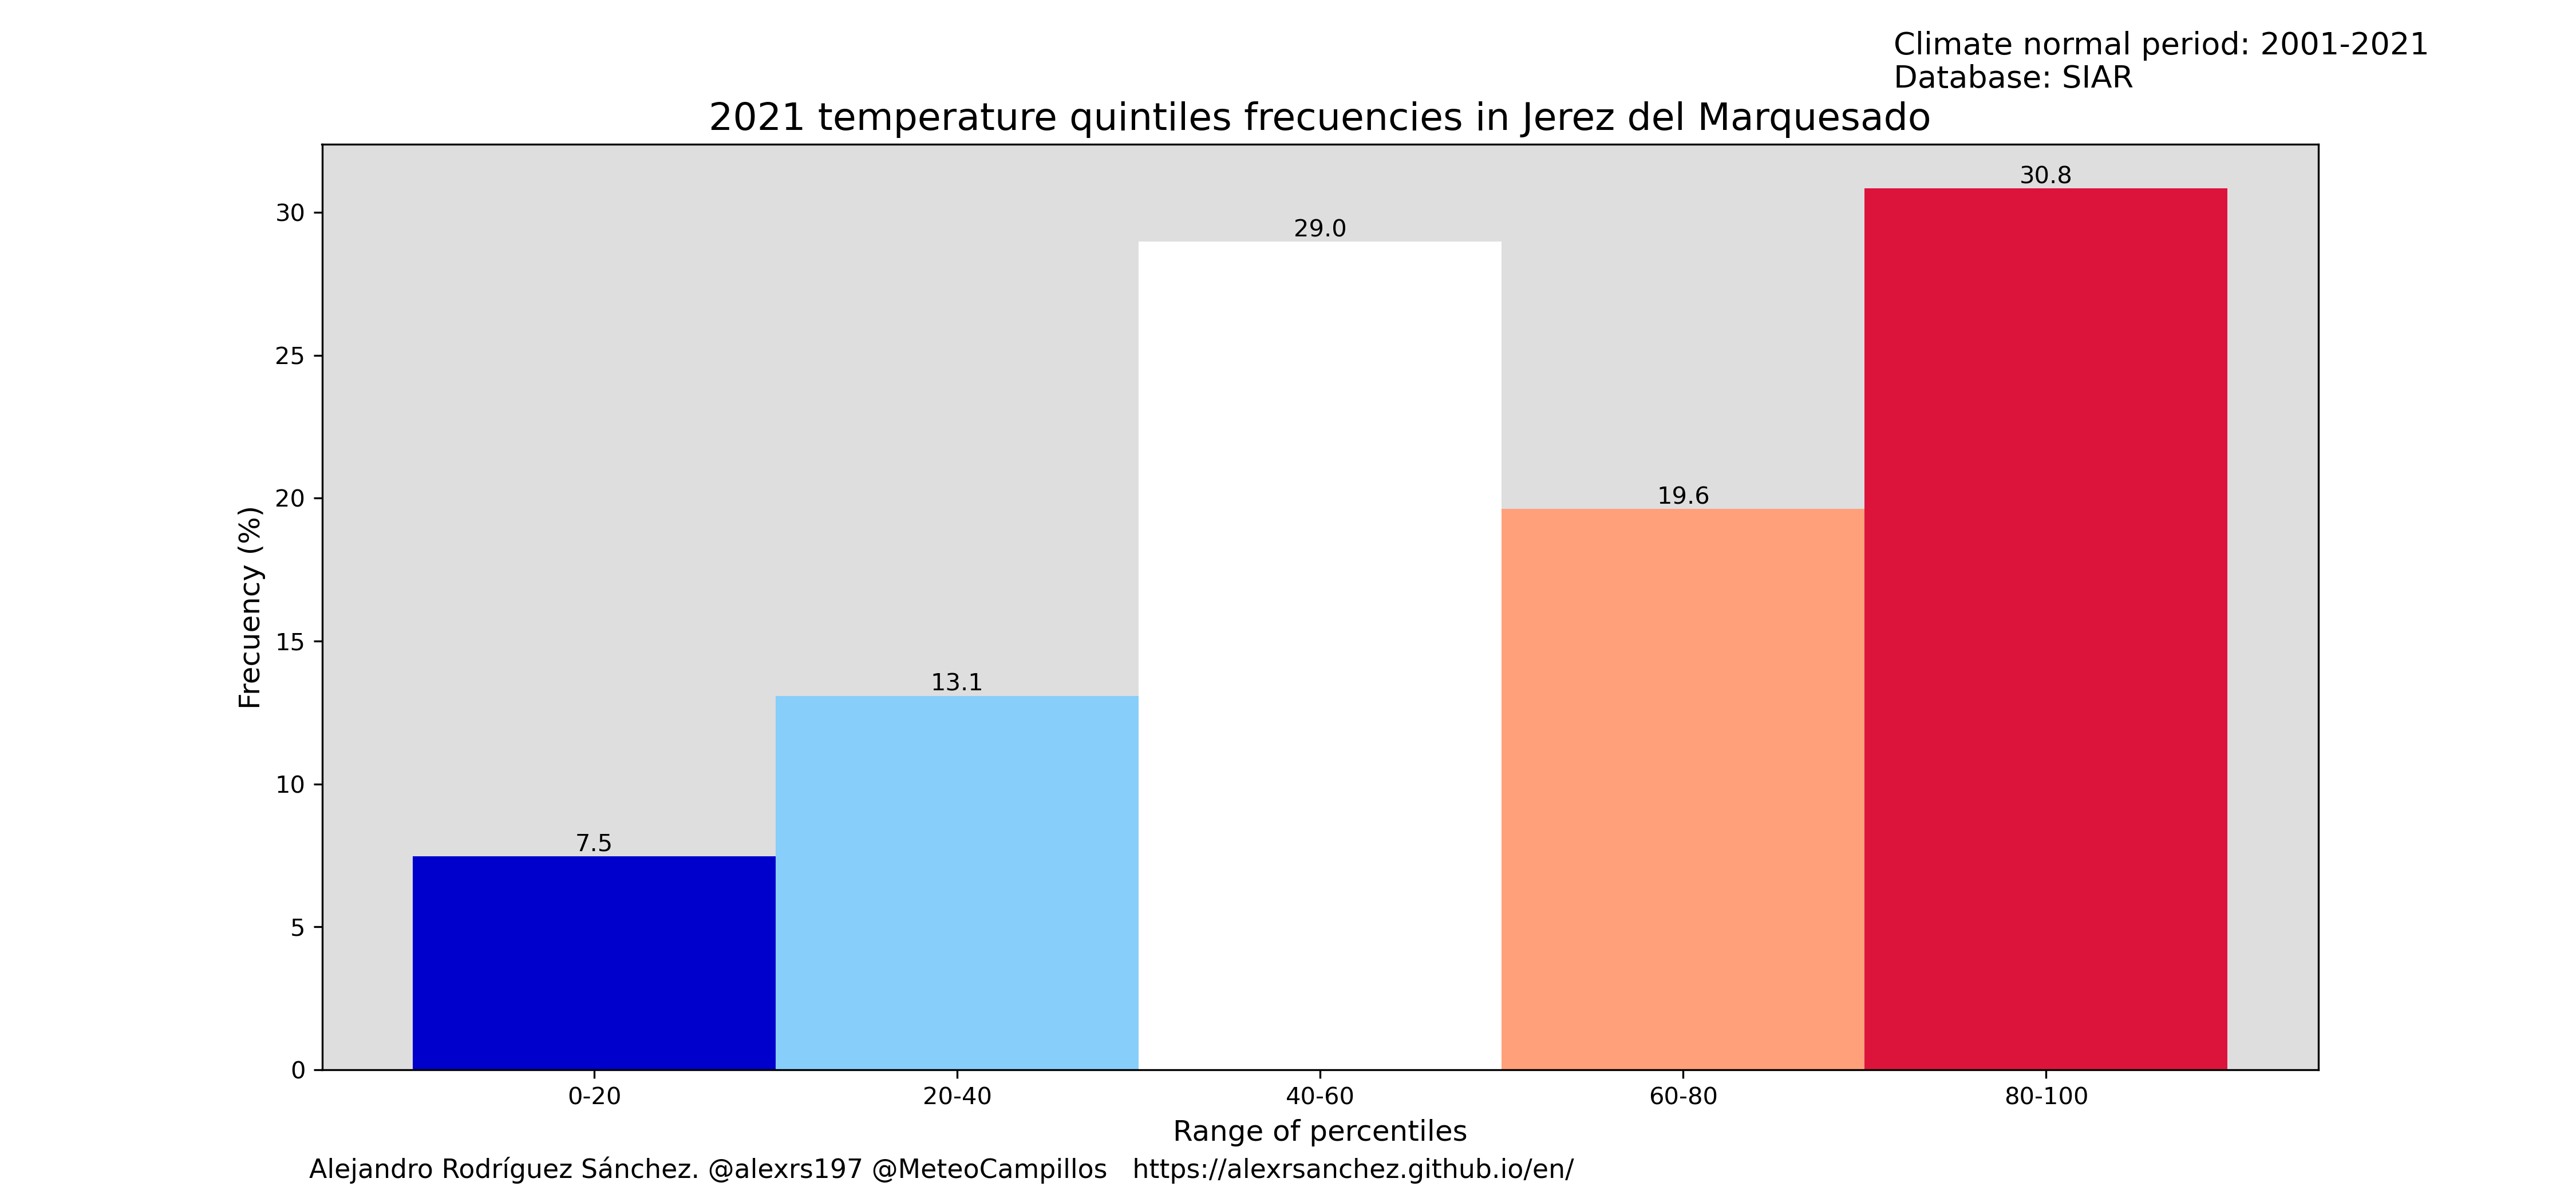 Climate normal period: 2001-2021
Database: SIAR
2021 temperature quintiles frecuencies in Jerez del Marquesado
Frecuency (%)
30
25
20
15
10
5
0
7.5
13.1
29.0
19.6
30.8
0-20
20-40
40-60
60-80
80-100
Range of percentiles
Alejandro Rodríguez Sánchez. @alexrs197 @MeteoCampillos https://alexrsanchez.github.io/en/